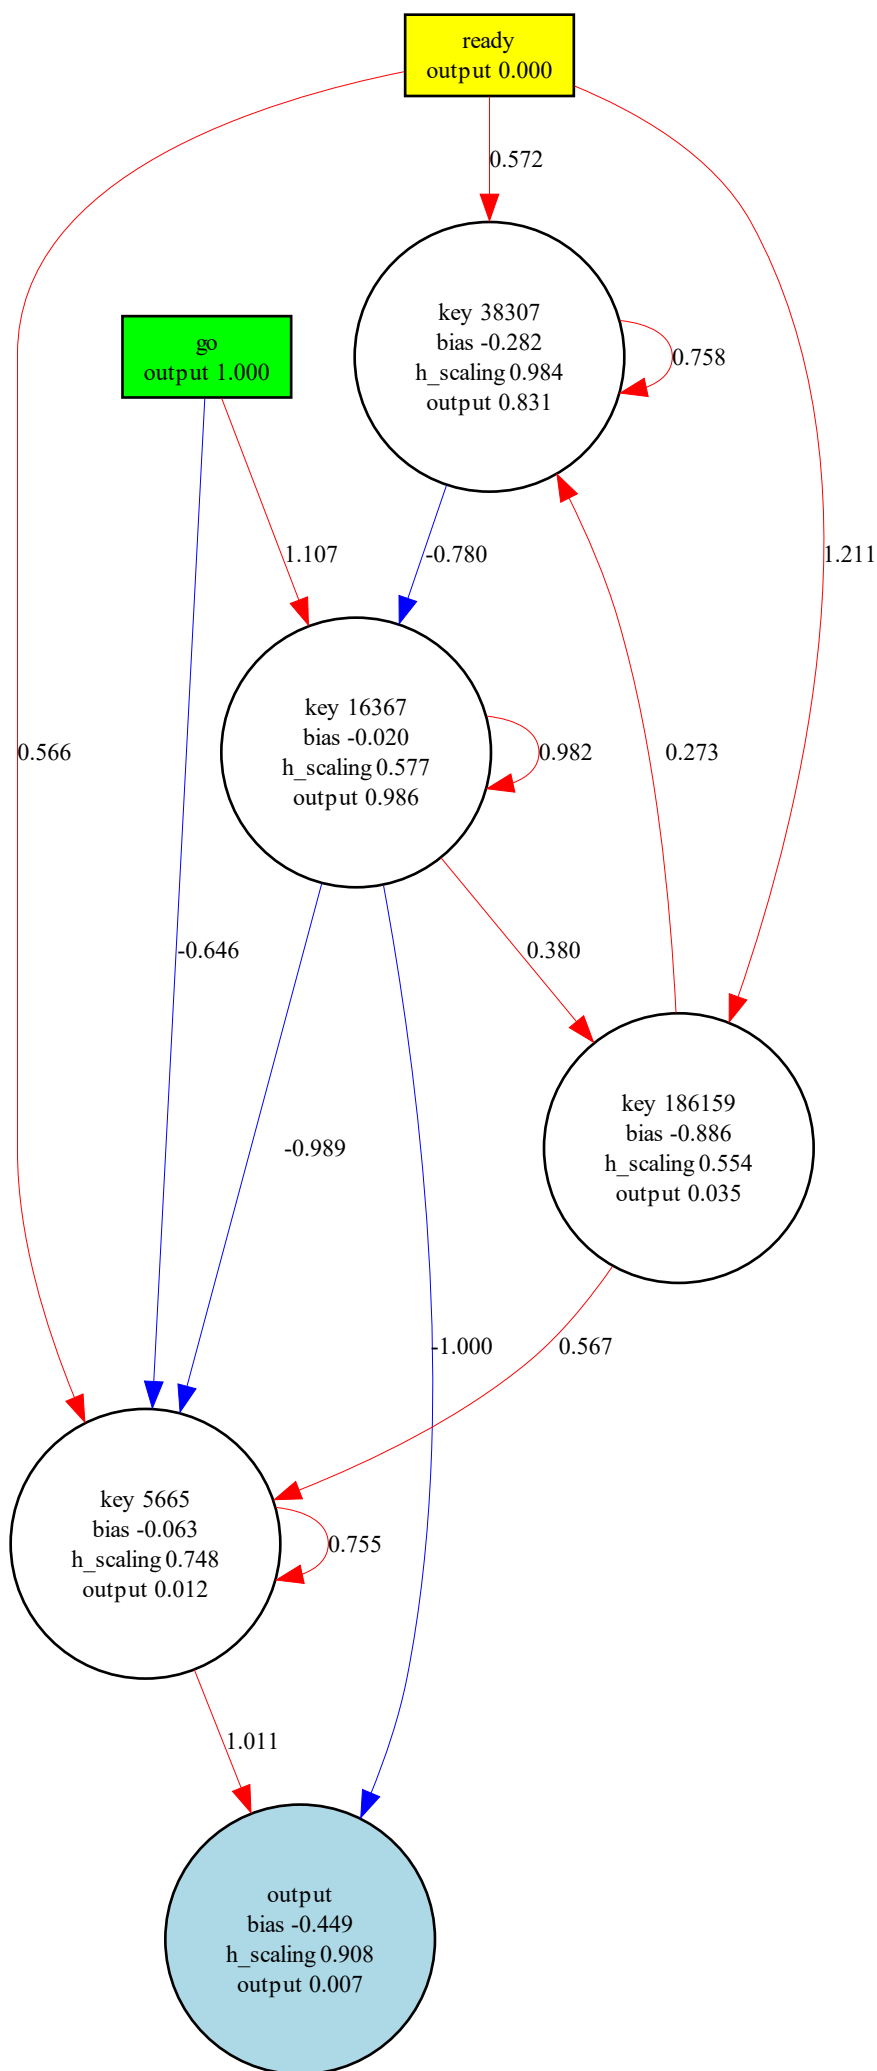 ready
output 0.000
0.572
key 38307
bias -0.282
h_scaling 0.984
output 0.831
0.758
go
output 1.000
1.107
-0.780
1.211
key 16367
bias -0.020
h_scaling 0.577
output 0.986
0.982
0.566
0.273
-0.646
0.380
key 186159
bias -0.886
h_scaling 0.554
output 0.035
-0.989
-1.000
0.567
key 5665
bias -0.063
h_scaling 0.748
output 0.012
0.755
1.011
output
bias -0.449
h_scaling 0.908
output 0.007